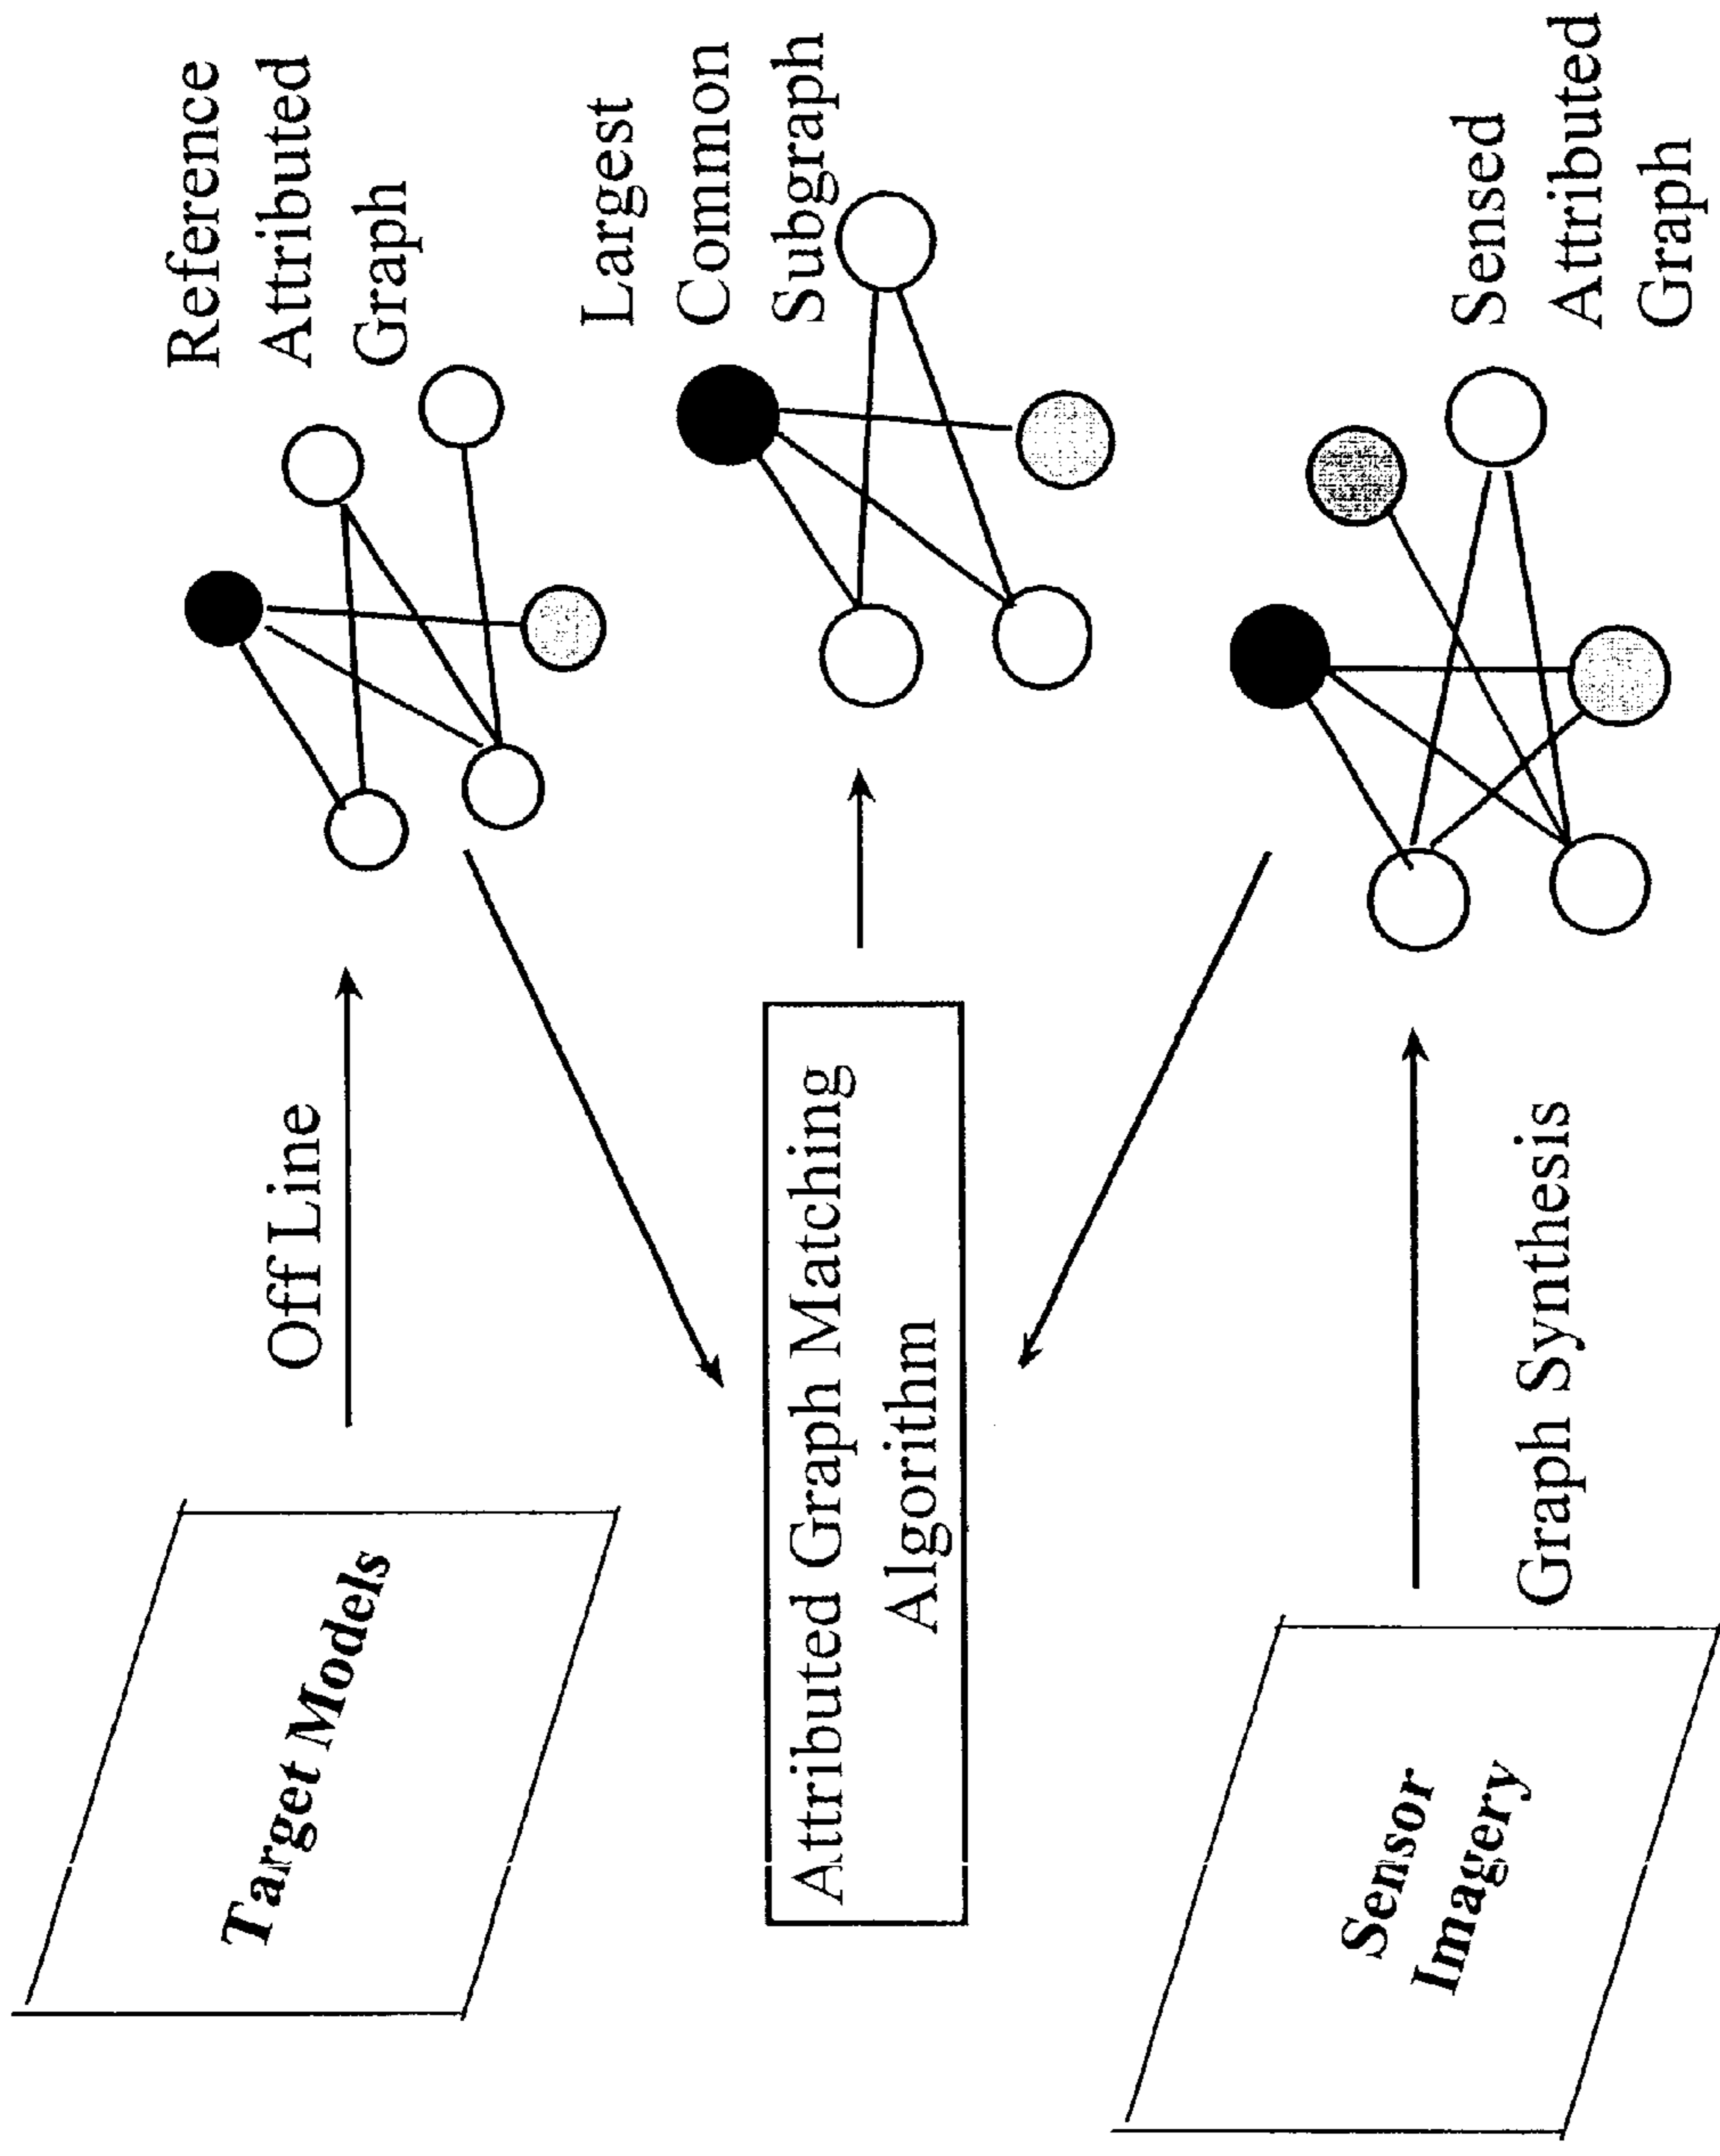 Target Models
Off Line
Reference
Attributed
Graph
Attributed Graph Matching
Algorithm
Largest
Common
Subgraph
Sensor
Imagery
Graph Synthesis
Sensed
Attributed
Graph